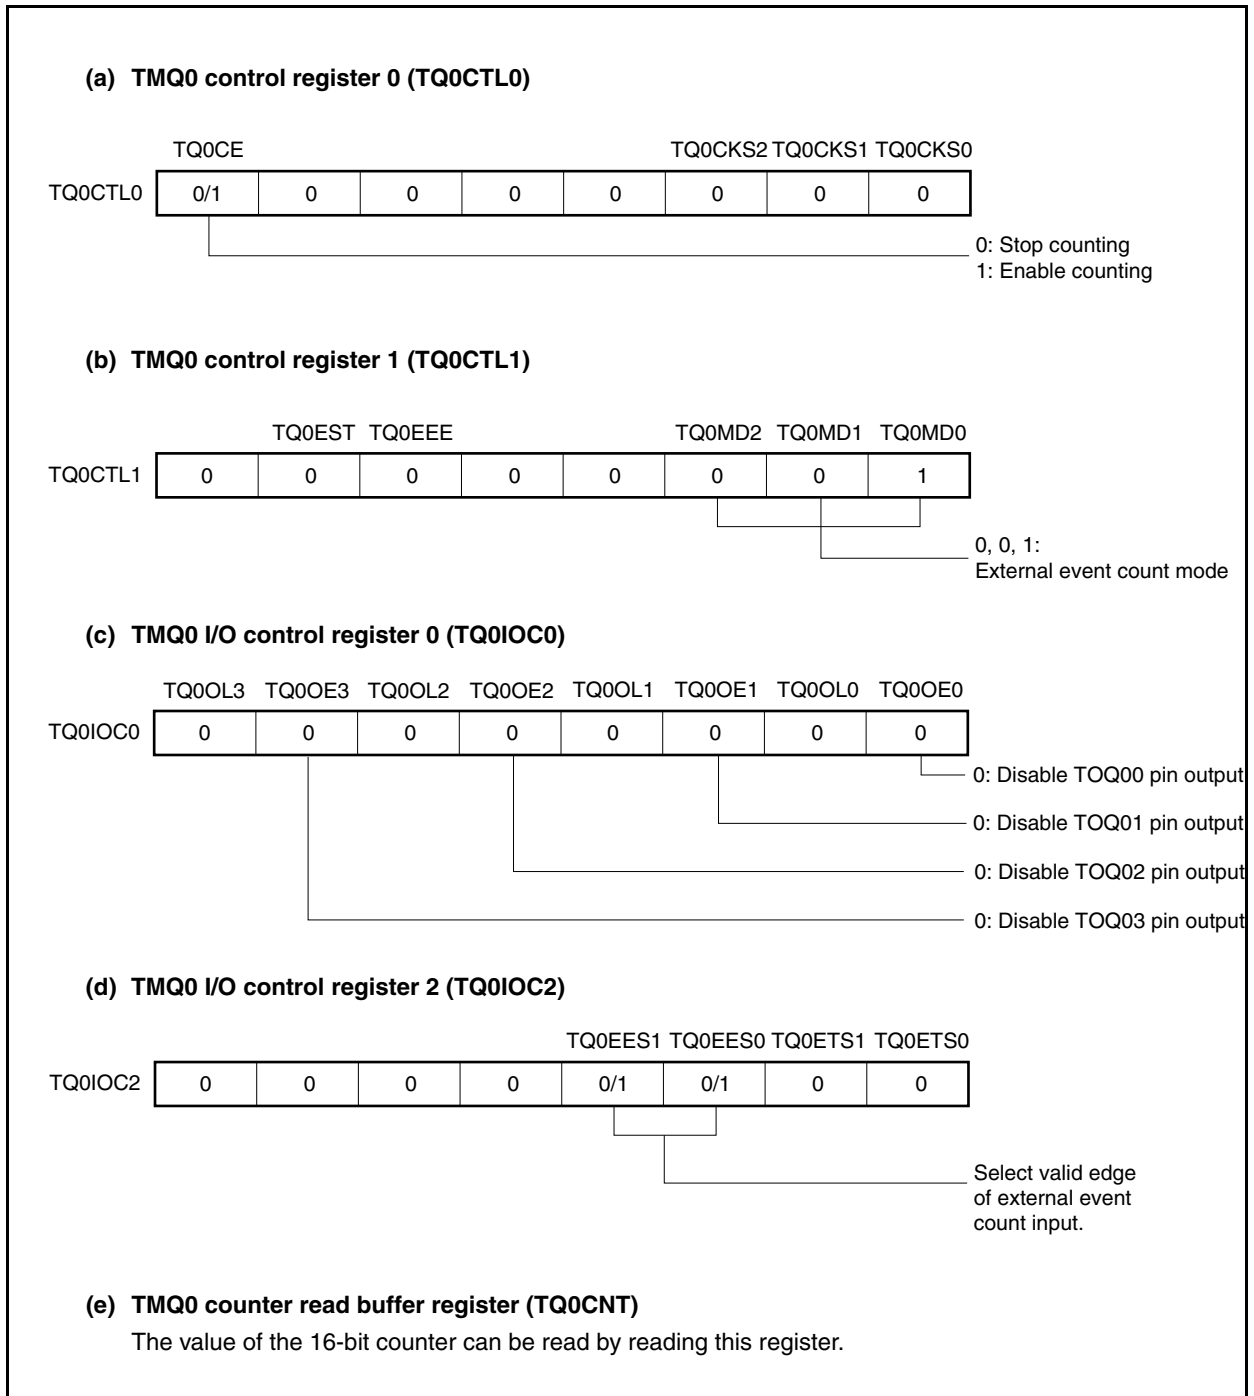 (a) TMQ0 control register 0 (TQ0CTL0)
TQ0CE TQ0CKS2 TQ0CKS1 TQ0CKS0
TQ0CTL0 0/1 0 0 0 0 0 0 0
0: Stop counting
1: Enable counting
(b) TMQ0 control register 1 (TQ0CTL1)
TQ0EST TQ0EEE TQ0MD2 TQ0MD1 TQ0MD0
TQ0CTL1 0 0 0 0 0 0 0 1
0, 0, 1:
External event count mode
(c) TMQ0 I/O control register 0 (TQ0IOC0)
TQ0OL3 TQ0OE3 TQ0OL2 TQ0OE2 TQ0OL1 TQ0OE1 TQ0OL0 TQ0OE0
TQ0IOC0 0 0 0 0 0 0 0 0
0: Disable TOQ00 pin output
0: Disable TOQ01 pin output
0: Disable TOQ02 pin output
0: Disable TOQ03 pin output
(d) TMQ0 I/O control register 2 (TQ0IOC2)
TQ0EES1 TQ0EES0 TQ0ETS1 TQ0ETS0
TQ0IOC2 0 0 0 0 0/1 0/1 0 0
Select valid edge
of external event
count input.
(e) TMQ0 counter read buffer register (TQ0CNT)
The value of the 16-bit counter can be read by reading this register.